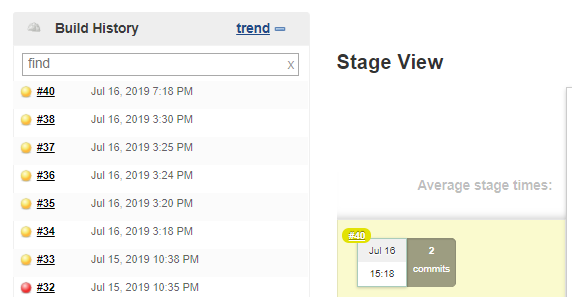 Build History trend
find x
#40 Jul 16, 2019 7:18 PM
#38 Jul 16, 2019 3:30 PM
#37 Jul 16, 2019 3:25 PM
#36 Jul 16, 2019 3:24 PM
#35 Jul 16, 2019 3:20 PM
#34 Jul 16, 2019 3:18 PM
#33 Jul 15, 2019 10:38 PM
#32 Jul 15, 2019 10:35 PM
Stage View
Average stage times:
#40
Jul 16
15:18
2
commits